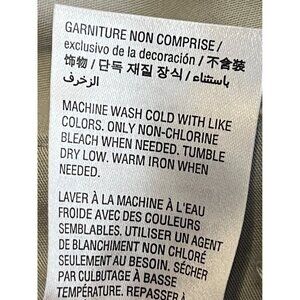 GARNITURE NON COMPRISE /
exclusivo de la decoración / 不含装
饰物 / 단독 재질 장식 / باستثناء
الزخرف
MACHINE WASH COLD WITH LIKE
COLORS. ONLY NON-CHLORINE
BLEACH WHEN NEEDED. TUMBLE
DRY LOW. WARM IRON WHEN
NEEDED.
LAVER À LA MACHINE À L'EAU
FROIDE AVEC DES COULEURS
SEMBLABLES. UTILISER UN AGENT
DE BLANCHIMENT NON CHLORÉ
SEULEMENT AU BESOIN. SÉCHER
PAR CULBUTAGE À BASSE
TEMPÉRATURE. REPASSER À